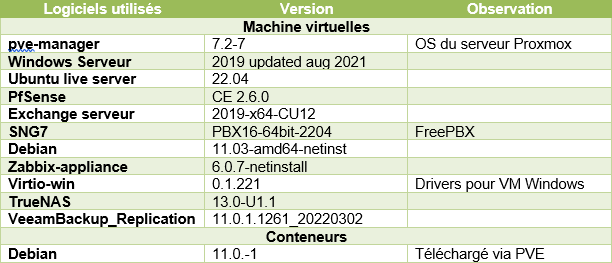 Logiciels utilisés Version Observation
Machine virtuelles
pve-manager 7.2-7 OS du serveur Proxmox
Windows Serveur 2019 updated aug 2021
Ubuntu live server 22.04
PfSense CE 2.6.0
Exchange serveur 2019-x64-CU12
SNG7 PBX16-64bit-2204 FreePBX
Debian 11.03-amd64-netinst
Zabbix-appliance 6.0.7-netinstall
Virtio-win 0.1.221 Drivers pour VM Windows
TrueNAS 13.0-U1.1
VeeamBackup_Replication 11.0.1.1261_20220302
Conteneurs
Debian 11.0.-1 Téléchargé via PVE